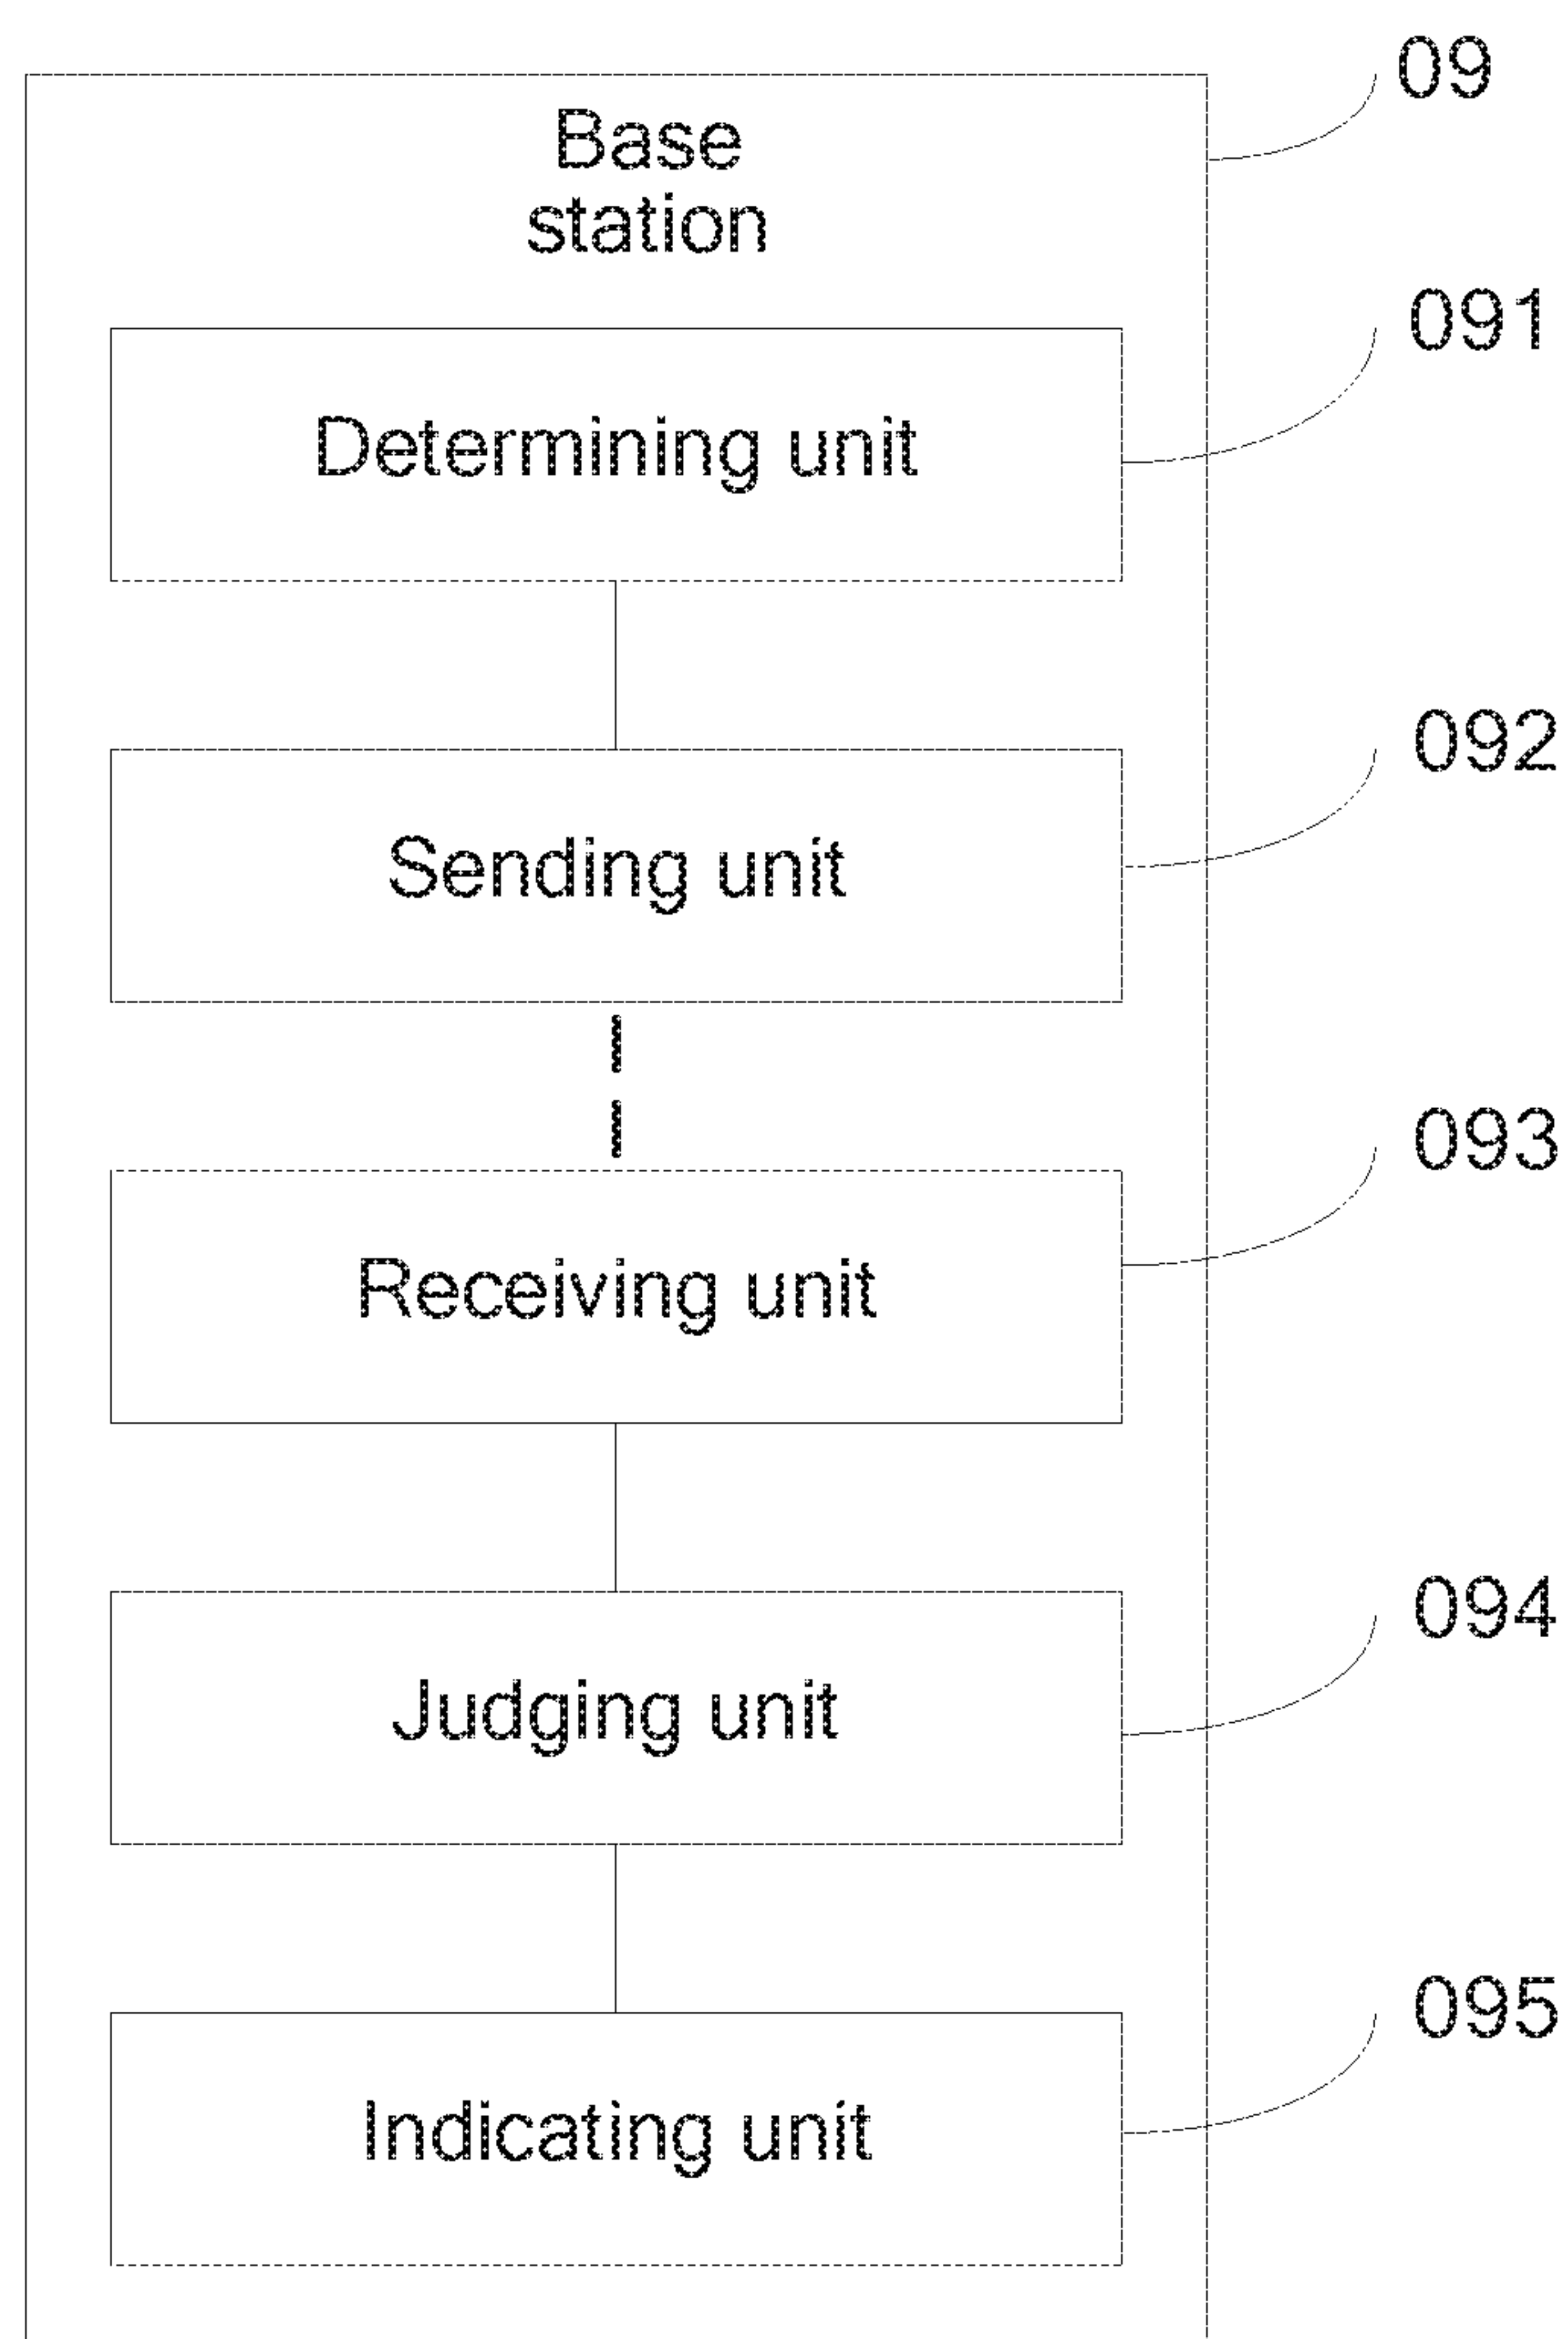 09
Base
station
091
Determining unit
092
Sending unit
093
Receiving unit
094
Judging unit
095
Indicating unit